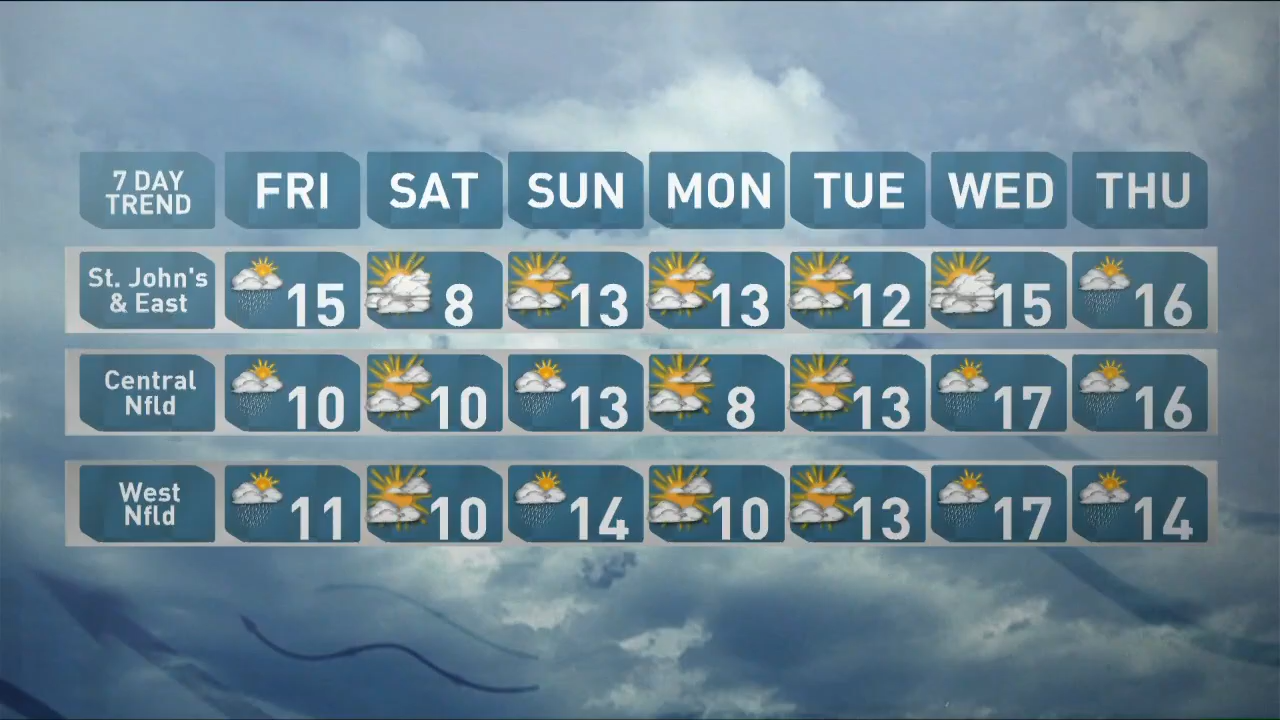 7 DAY
TREND
FRI SAT SUN MON TUE WED THU
St. John's
& East
15 8 13 13 12 15 16
Central
Nfld
10 10 13 8 13 17 16
West
Nfld
11 10 14 10 13 17 14